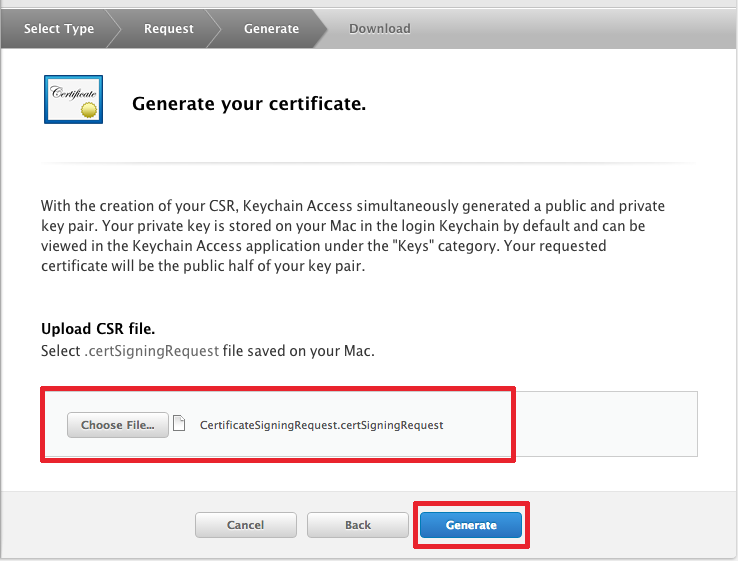 Select Type Request Generate Download
Certificate
Generate your certificate.
With the creation of your CSR, Keychain Access simultaneously generated a public and private
key pair. Your private key is stored on your Mac in the login Keychain by default and can be
viewed in the Keychain Access application under the "Keys" category. Your requested
certificate will be the public half of your key pair.
Upload CSR file.
Select .certSigningRequest file saved on your Mac.
Choose File... CertificateSigningRequest.certSigningRequest
Cancel Back Generate